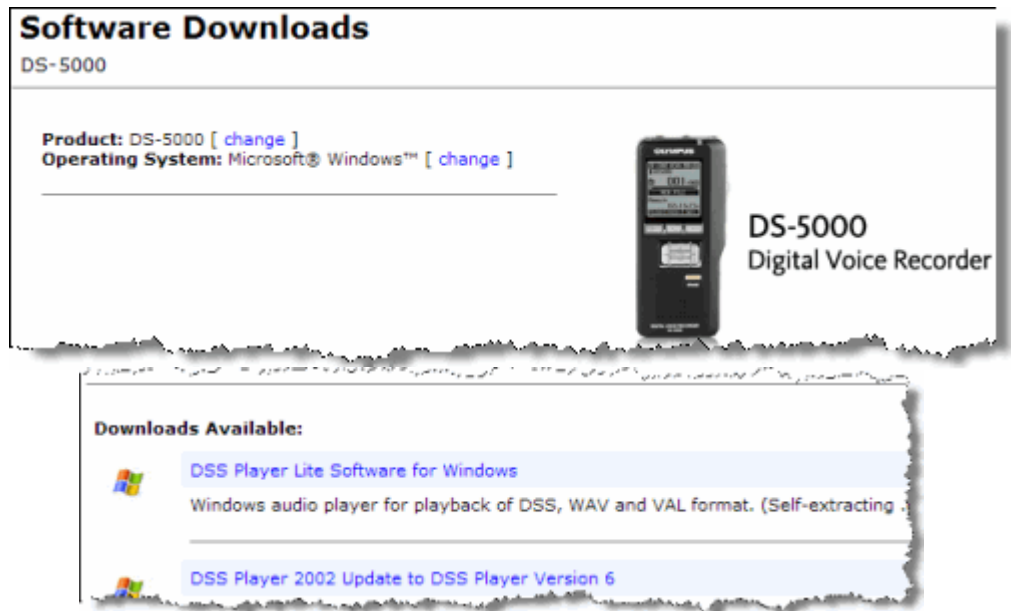 Software Downloads
DS-5000
Product: DS-5000 [ change ]
Operating System: Microsoft® Windows™ [ change ]
OLYMPUS
DS-5000
Digital Voice Recorder
Downloads Available:
DSS Player Lite Software for Windows
Windows audio player for playback of DSS, WAV and VAL format. (Self-extracting .
DSS Player 2002 Update to DSS Player Version 6